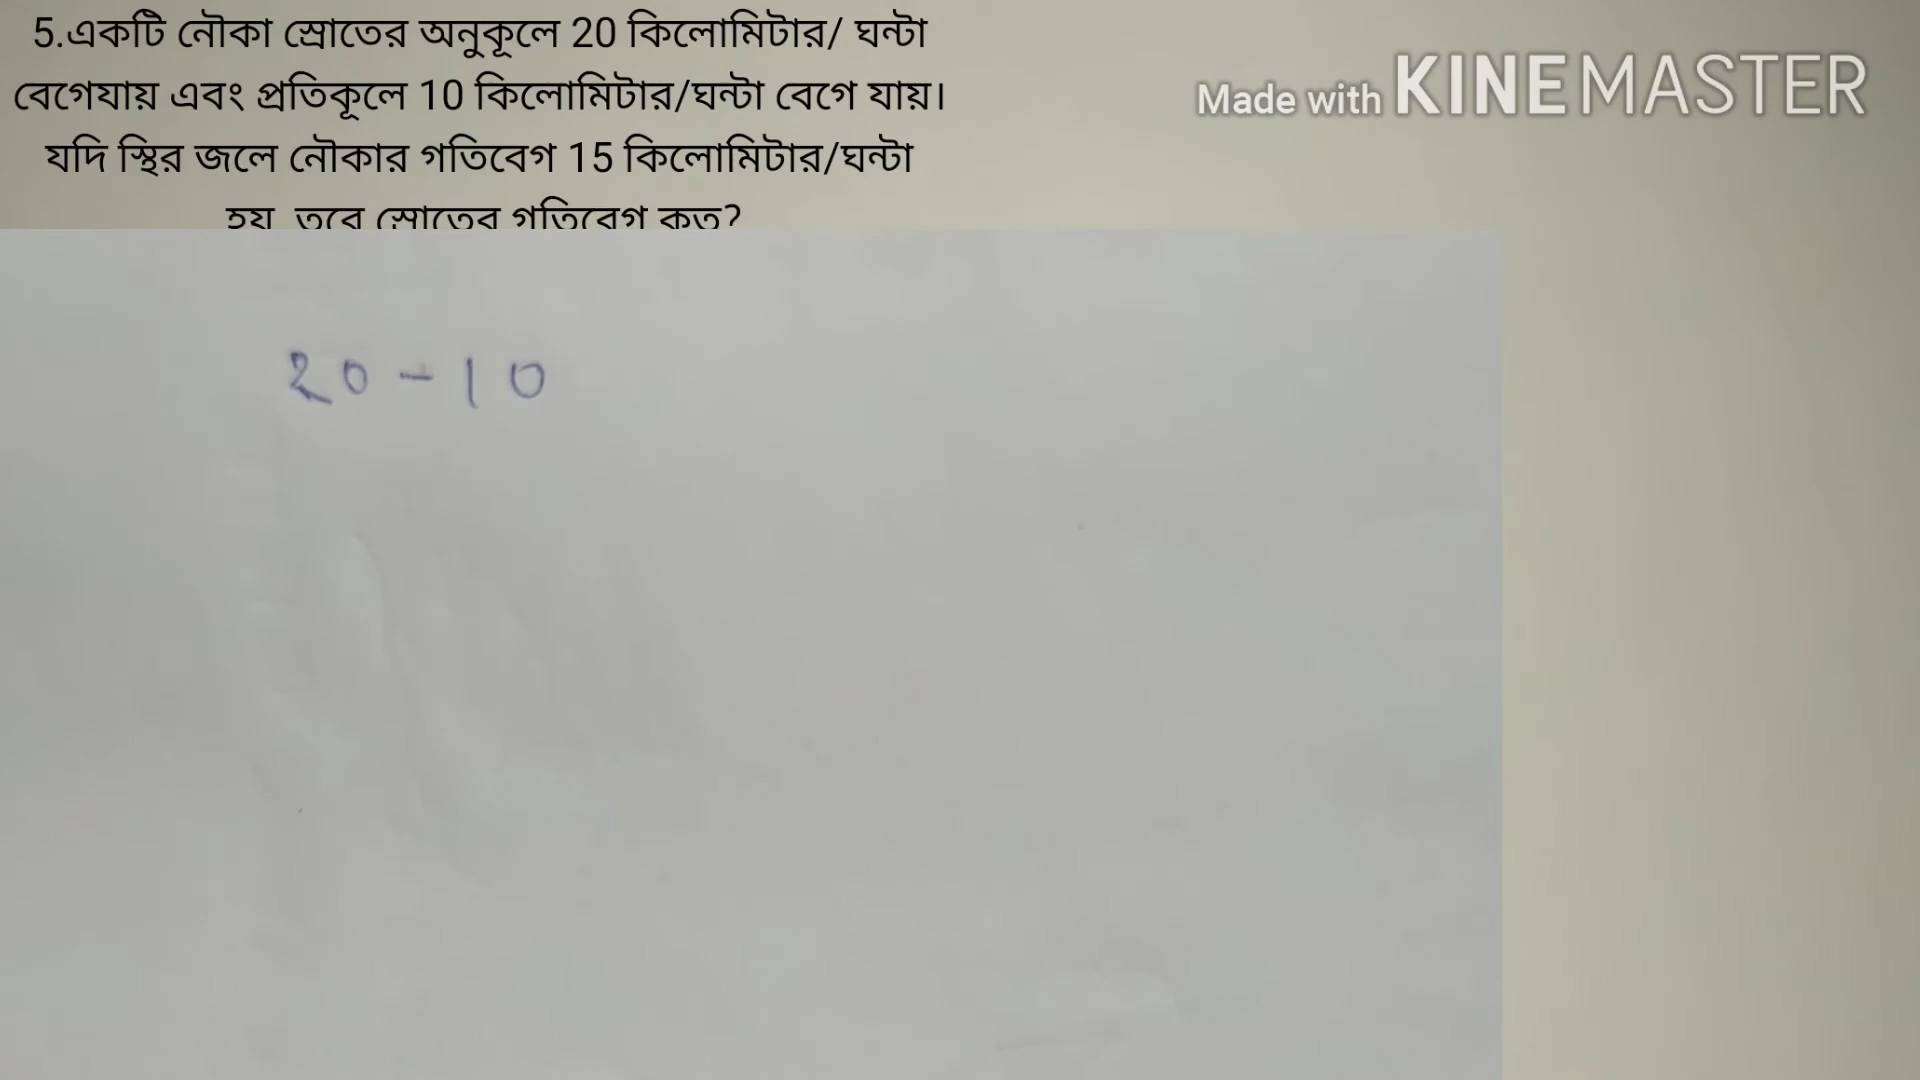 5.একটি নৌকা স্রোতের অনুকূলে 20 কিলোমিটার/ ঘন্টা
বেগেযায় এবং প্রতিকূলে 10 কিলোমিটার/ঘন্টা বেগে যায়।
যদি স্থির জলে নৌকার গতিবেগ 15 কিলোমিটার/ঘন্টা
হয় তবে স্রোতের গতিবেগ কত?
Made with KINEMASTER
20-10